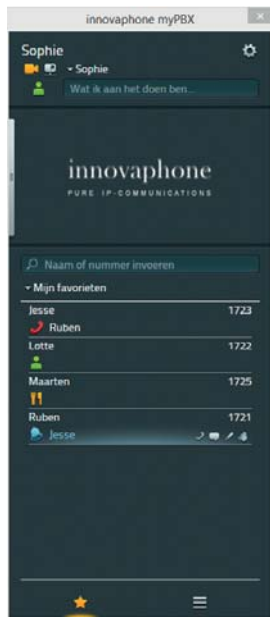 innovaphone myPBX
Sophie
Sophie
Wat ik aan het doen ben...
innovaphone
PURE IP-COMMUNICATIONS
Naam of nummer invoeren
Mijn favorieten
Jesse 1723
Ruben
Lotte 1722
Maarten 1725
Ruben 1721
Jesse